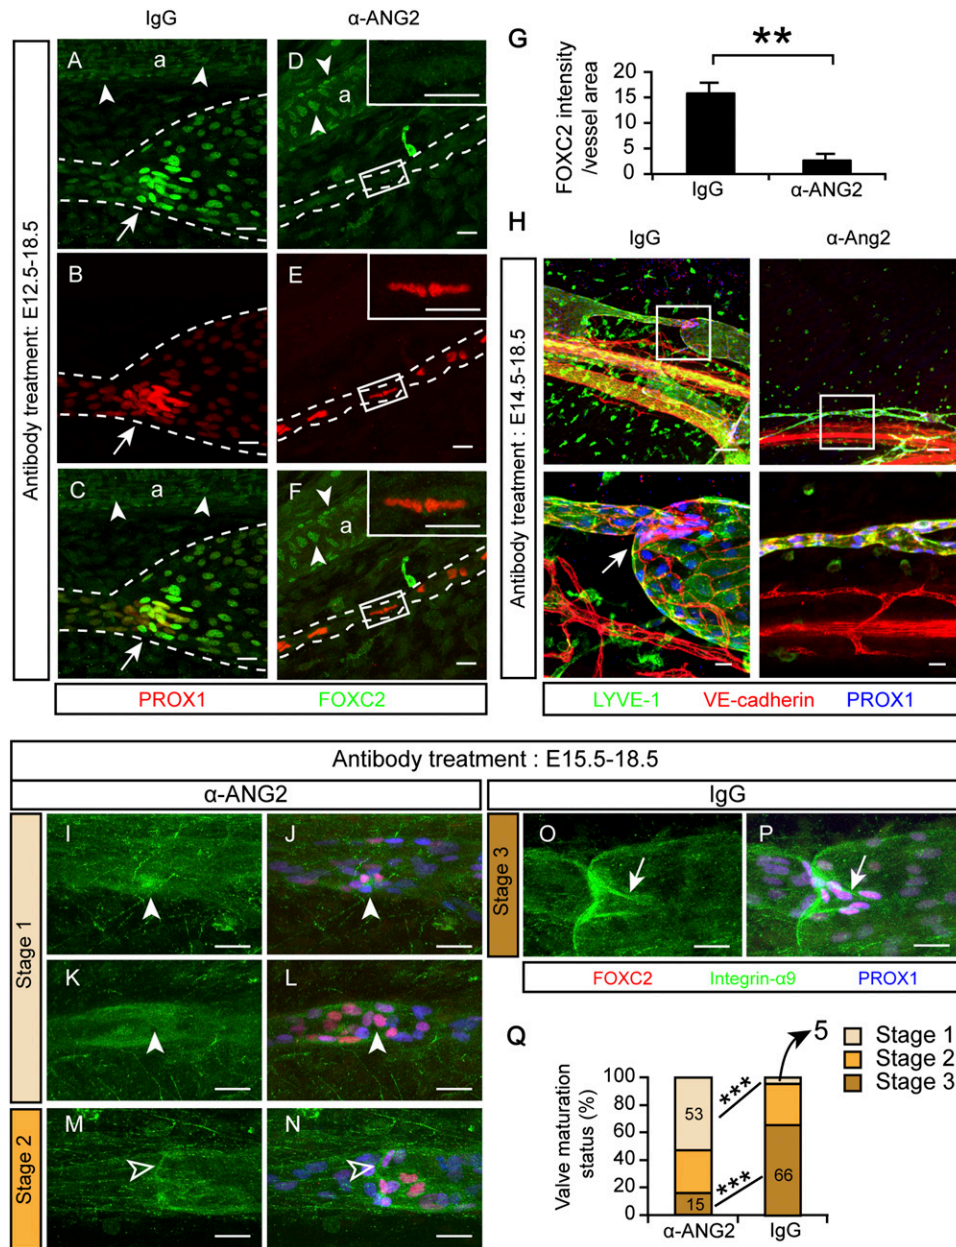 IgG
α-ANG2
Antibody treatment: E12.5-18.5
A
a
D
a
B
E
C
a
F
a
PROX1
FOXC2
G
**
FOXC2 intensity
/vessel area
20
15
10
5
0
IgG
α-ANG2
H
IgG
α-Ang2
Antibody treatment : E14.5-18.5
LYVE-1
VE-cadherin
PROX1
Antibody treatment : E15.5-18.5
α-ANG2
IgG
Stage 1
I
J
K
L
Stage 2
M
N
Stage 3
O
P
FOXC2
Integrin-α9
PROX1
Q
5
Stage 1
Stage 2
Stage 3
Valve maturation
status (%)
100
80
60
40
20
0
53
15
***
***
66
α-ANG2
IgG